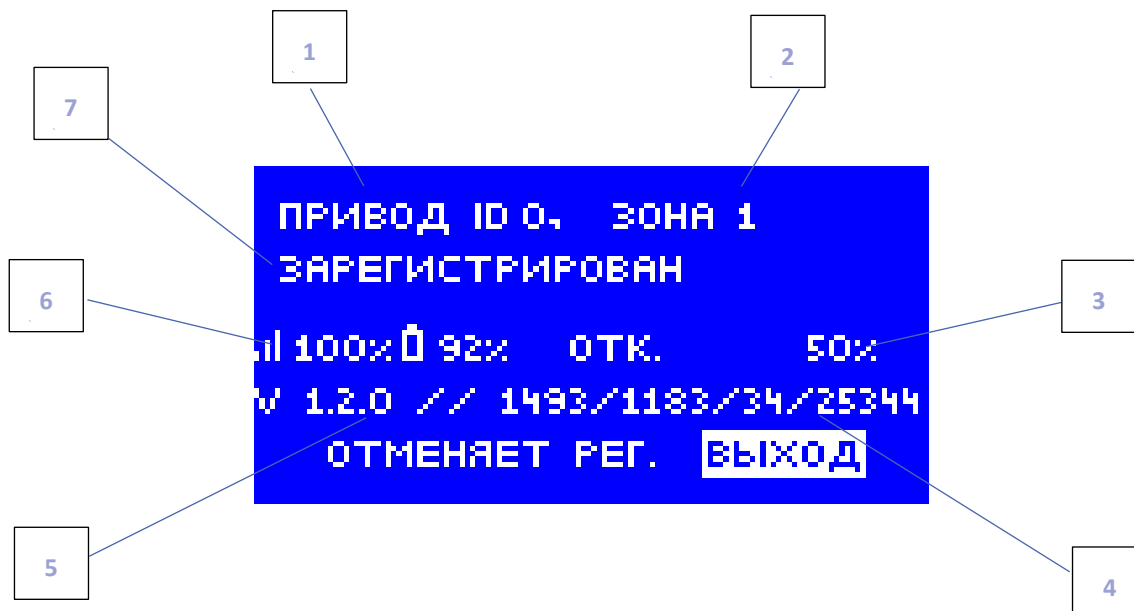 1
2
7
ПРИВОД ID 0, ЗОНА 1
ЗАРЕГИСТРИРОВАН
6
3
100% 92% ОТК. 50%
V 1.2.0 // 1493/1183/34/25344
ОТМЕНЯЕТ РЕГ. ВЫХОД
5
4